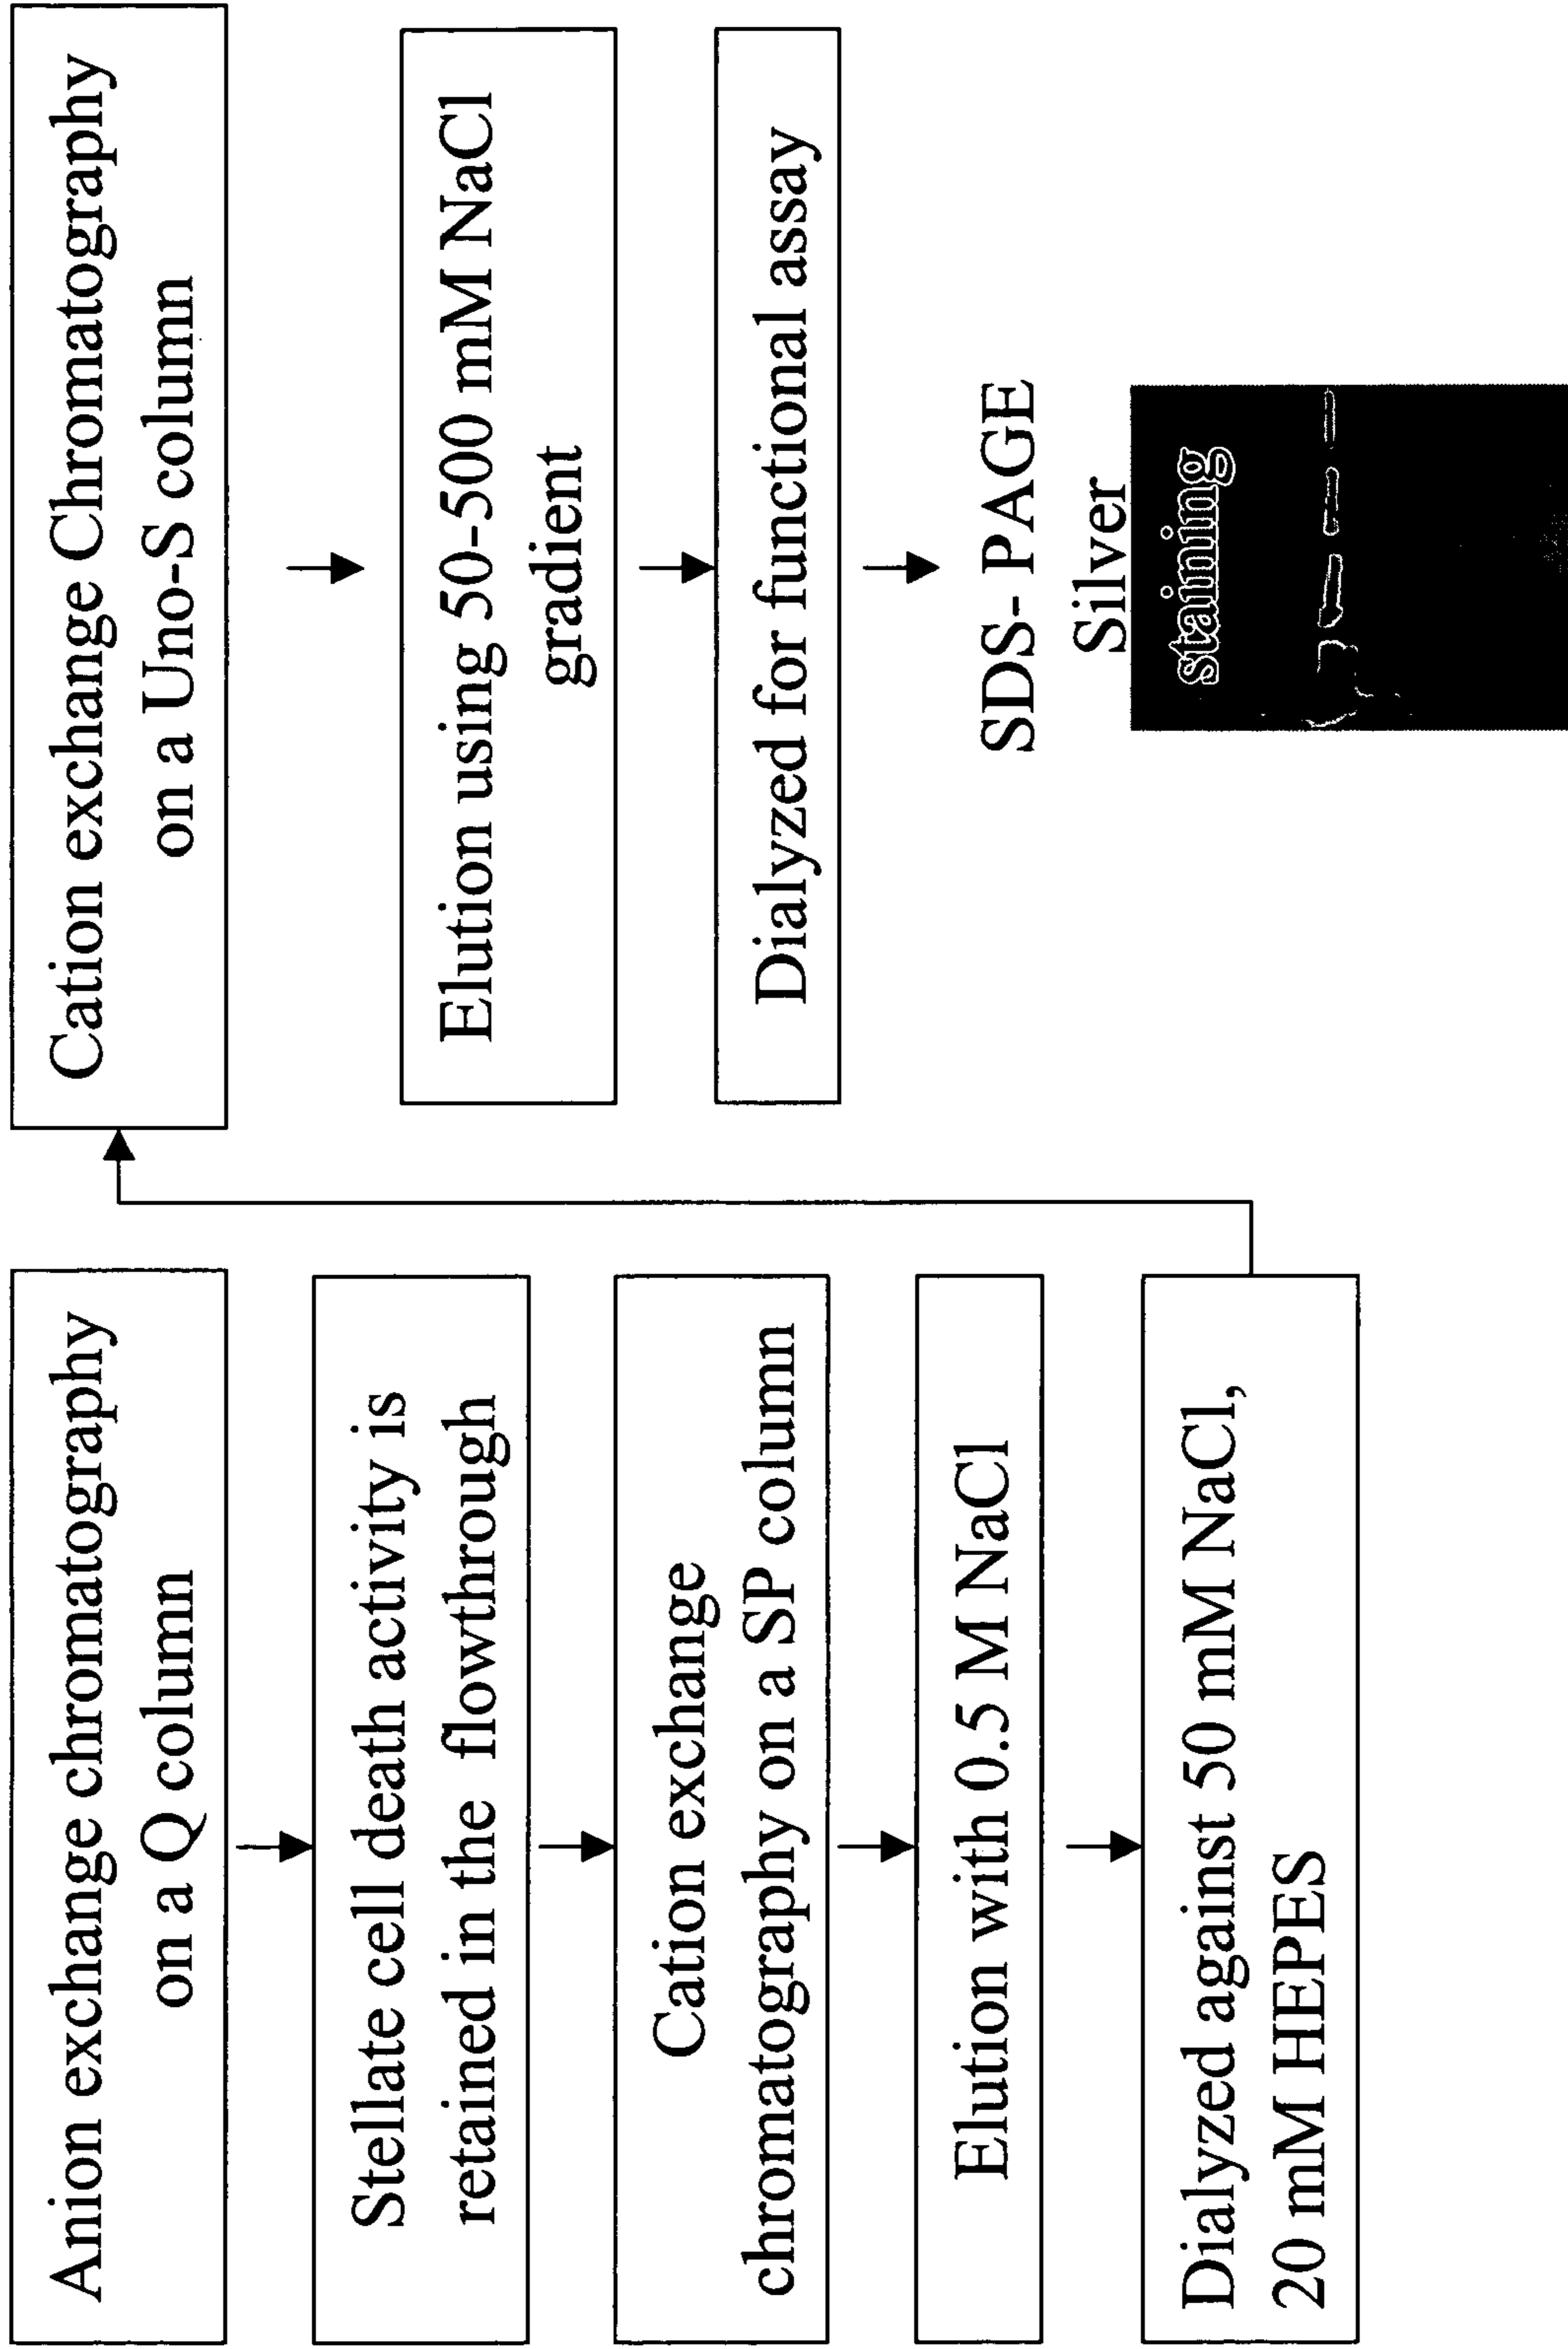 Anion exchange chromatography
on a Q column
Stellate cell death activity is
retained in the flowthrough
Cation exchange
chromatography on a SP column
Elution with 0.5 M NaCl
Dialyzed against 50 mM NaCl,
20 mM HEPES
Cation exchange Chromatography
on a Uno-S column
Elution using 50-500 mM NaCl
gradient
Dialyzed for functional assay
SDS- PAGE
Silver
staining